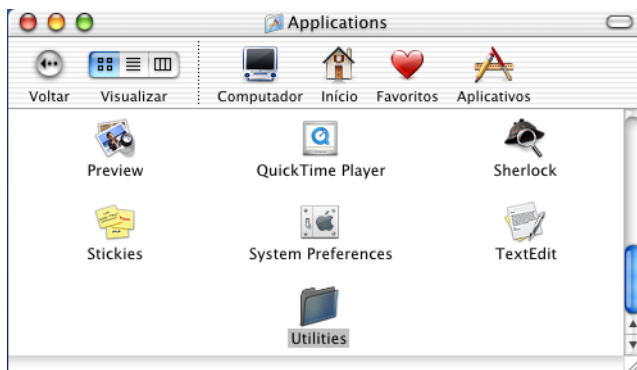 Applications
Voltar Visualizar Computador Início Favoritos Aplicativos
Preview QuickTime Player Sherlock
Stickies System Preferences TextEdit
Utilities